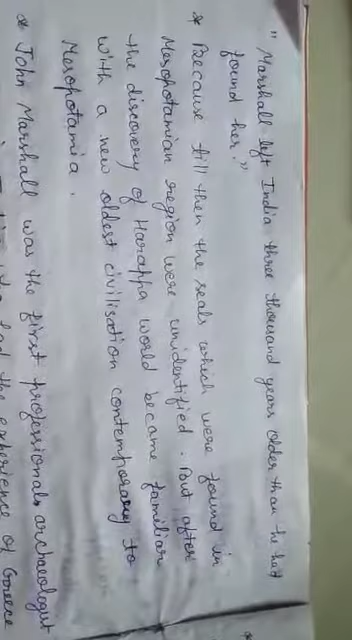 " Marshall left India three thousand years older than he had
found her."
* Because till then the seals which were found in
Mesopotamian region were unidentified. But after
the discovery of Harappa world became familiar
with a new oldest civilisation contemporary to
Mesopotamia.
* John Marshall was the first professional archaeologist
had the experience of Greece